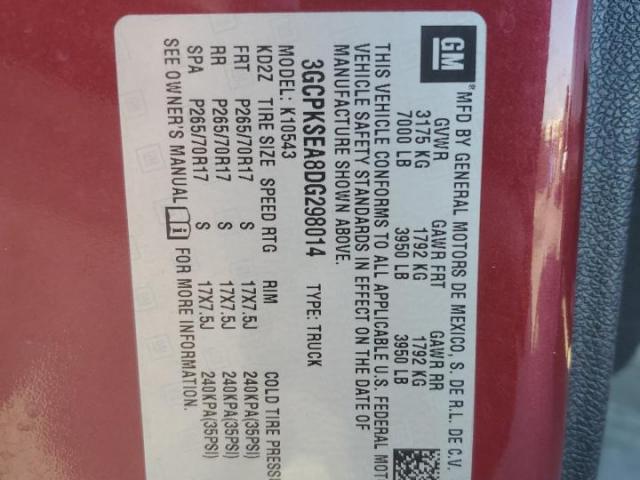 GM
®
MFD BY GENERAL MOTORS DE MEXICO, S. DE R.L. DE C.V.
GVWR GAWR FRT GAWR RR
3175 KG 1792 KG 1792 KG
7000 LB 3950 LB 3950 LB
THIS VEHICLE CONFORMS TO ALL APPLICABLE U.S. FEDERAL MOT
VEHICLE SAFETY STANDARDS IN EFFECT ON THE DATE OF
MANUFACTURE SHOWN ABOVE.
3GCPKSEA8DG298014 TYPE: TRUCK
MODEL: K10543
KD2Z TIRE SIZE SPEED RTG RIM COLD TIRE PRESS
FRT P265/70R17 S 17X7.5J 240KPA(35PSI)
RR P265/70R17 S 17X7.5J 240KPA(35PSI)
SPA P265/70R17 S 17X7.5J 240KPA(35PSI)
SEE OWNER'S MANUAL i FOR MORE INFORMATION.